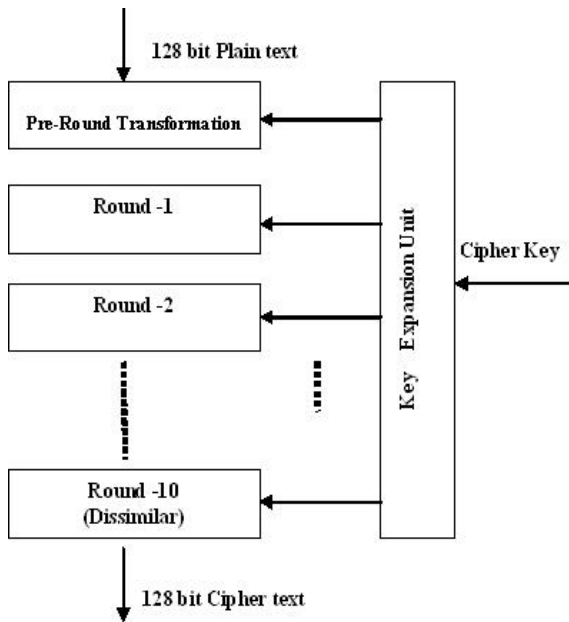 128 bit Plain text
Pre-Round Transformation
Round -1
Cipher Key
Round -2
Key Expansion Unit
Round -10
(Dissimilar)
128 bit Cipher text